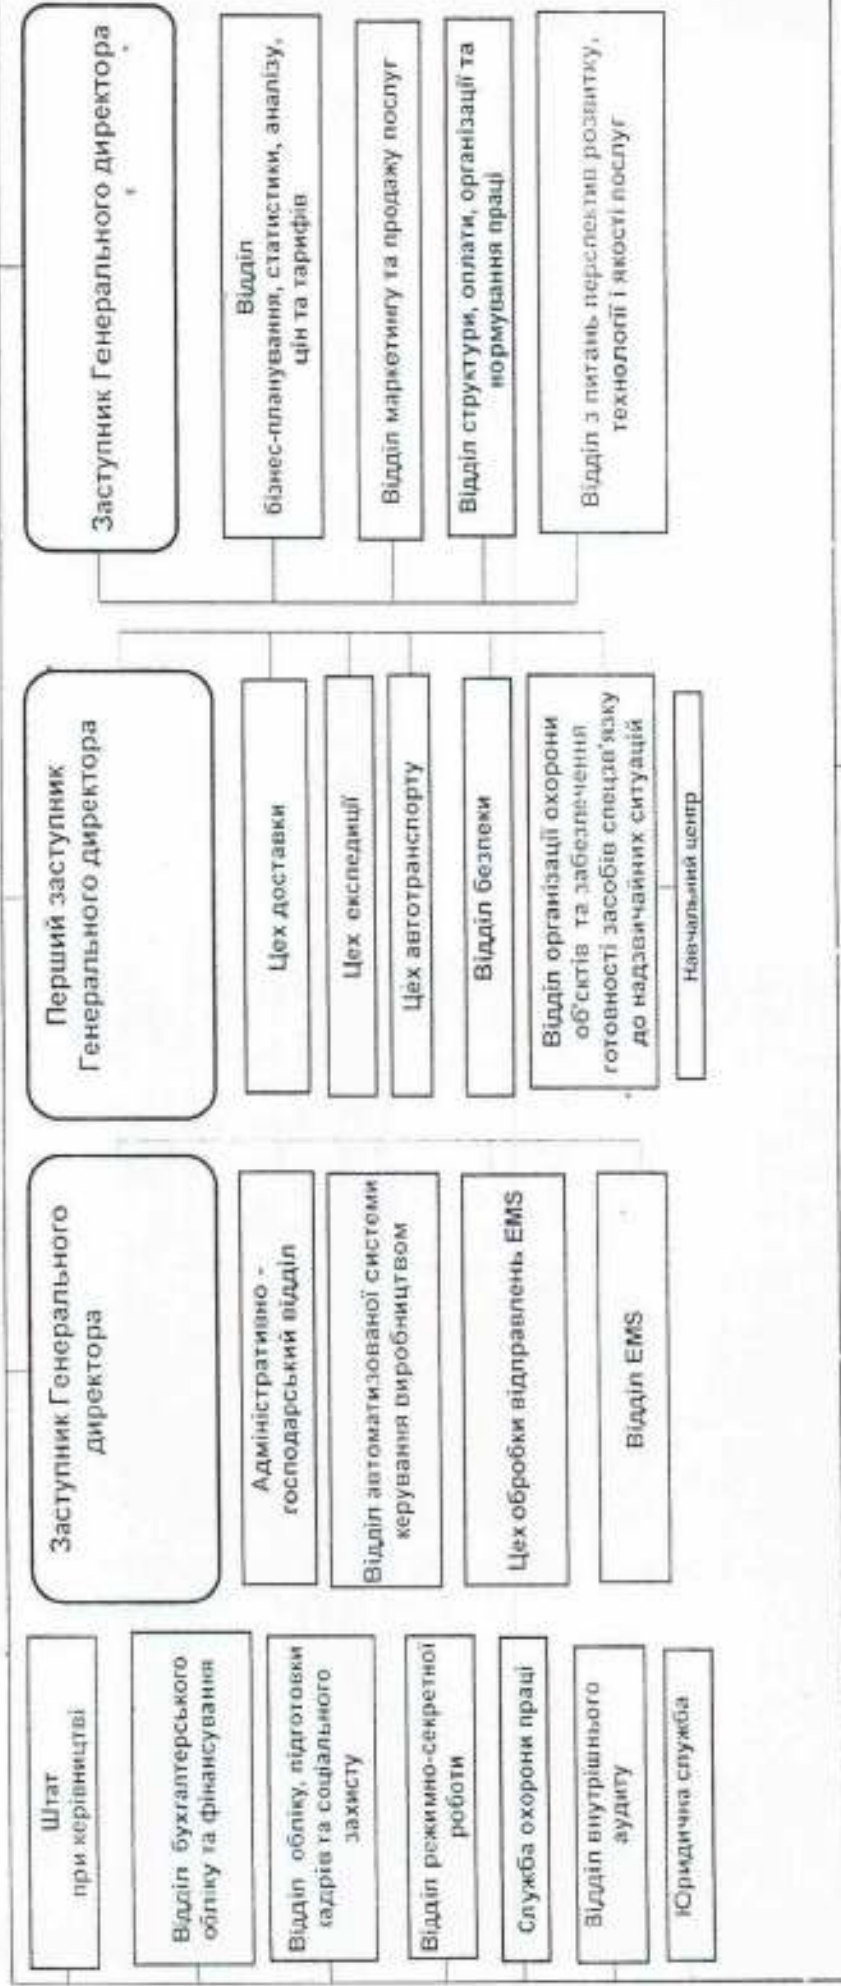 Штат
при керівництві
Відділ бухгалтерського
обліку та фінансування
Відділ обліку, підготовки
кадрів та соціального
захисту
Відділ режимно-секретної
роботи
Служба охорони праці
Відділ внутрішнього
аудиту
Юридична служба
Заступник Генерального
директора
Адміністративно -
господарський відділ
Відділ автоматизованої системи
керування виробництвом
Цех обробки відправлень EMS
Відділ EMS
Перший заступник
Генерального директора
Цех доставки
Цех експедиції
Цех автотранспорту
Відділ безпеки
Відділ організації охорони
об'єктів та забезпечення
готовності засобів спецзв'язку
до надзвичайних ситуацій
Навчальний центр
Заступник Генерального директора
Відділ
бізнес-планування, статистики, аналізу,
цін та тарифів
Відділ маркетингу та продажу послуг
Відділ структури, оплати, організації та
нормування праці
Відділ з питань перспектив розвитку,
технології і якості послуг